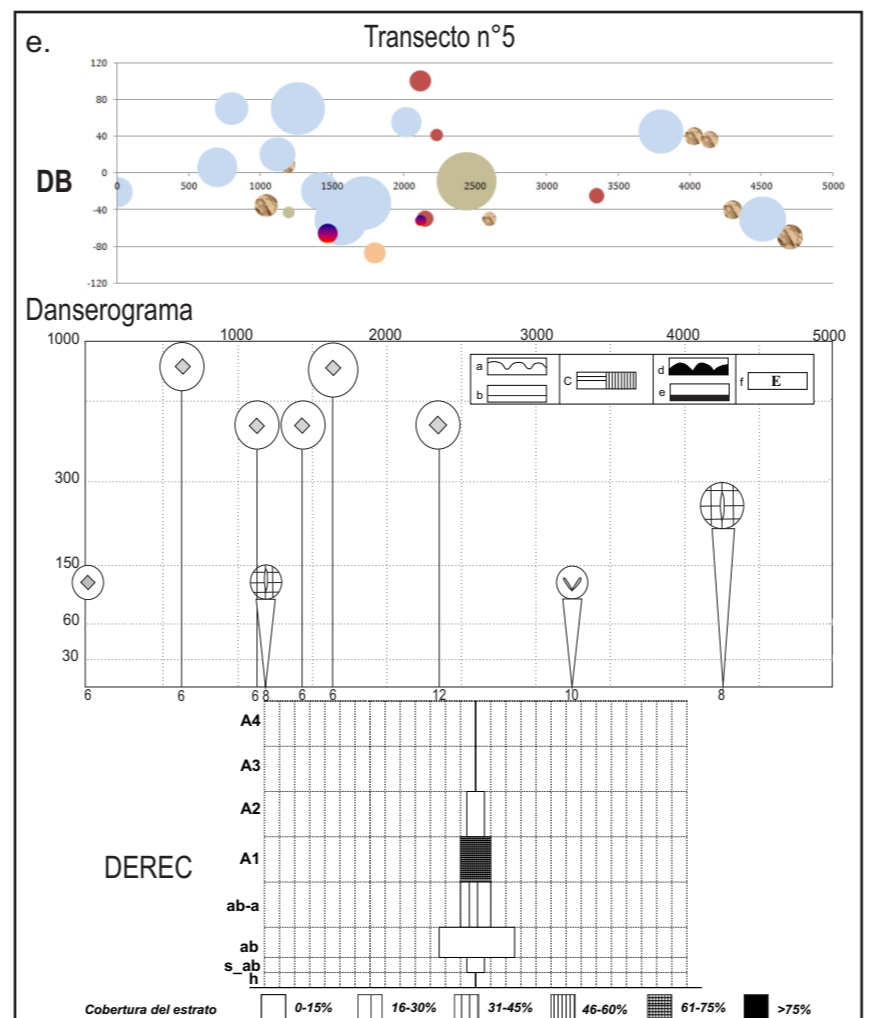 e.
Transecto n°5
120
80
40
DB
0
0 500 1000 1500 2000 2500 3000 3500 4000 4500 5000
-40
-80
-120
Danserograma
1000 1000 2000 3000 4000 5000
a
b
C
d
e
f E
300
150
60
30
6 6 6 8 6 6 12 10 8
A4
A3
A2
DEREC
A1
ab-a
ab
s_ab
h
Cobertura del estrato 0-15% 16-30% 31-45% 46-60% 61-75% >75%